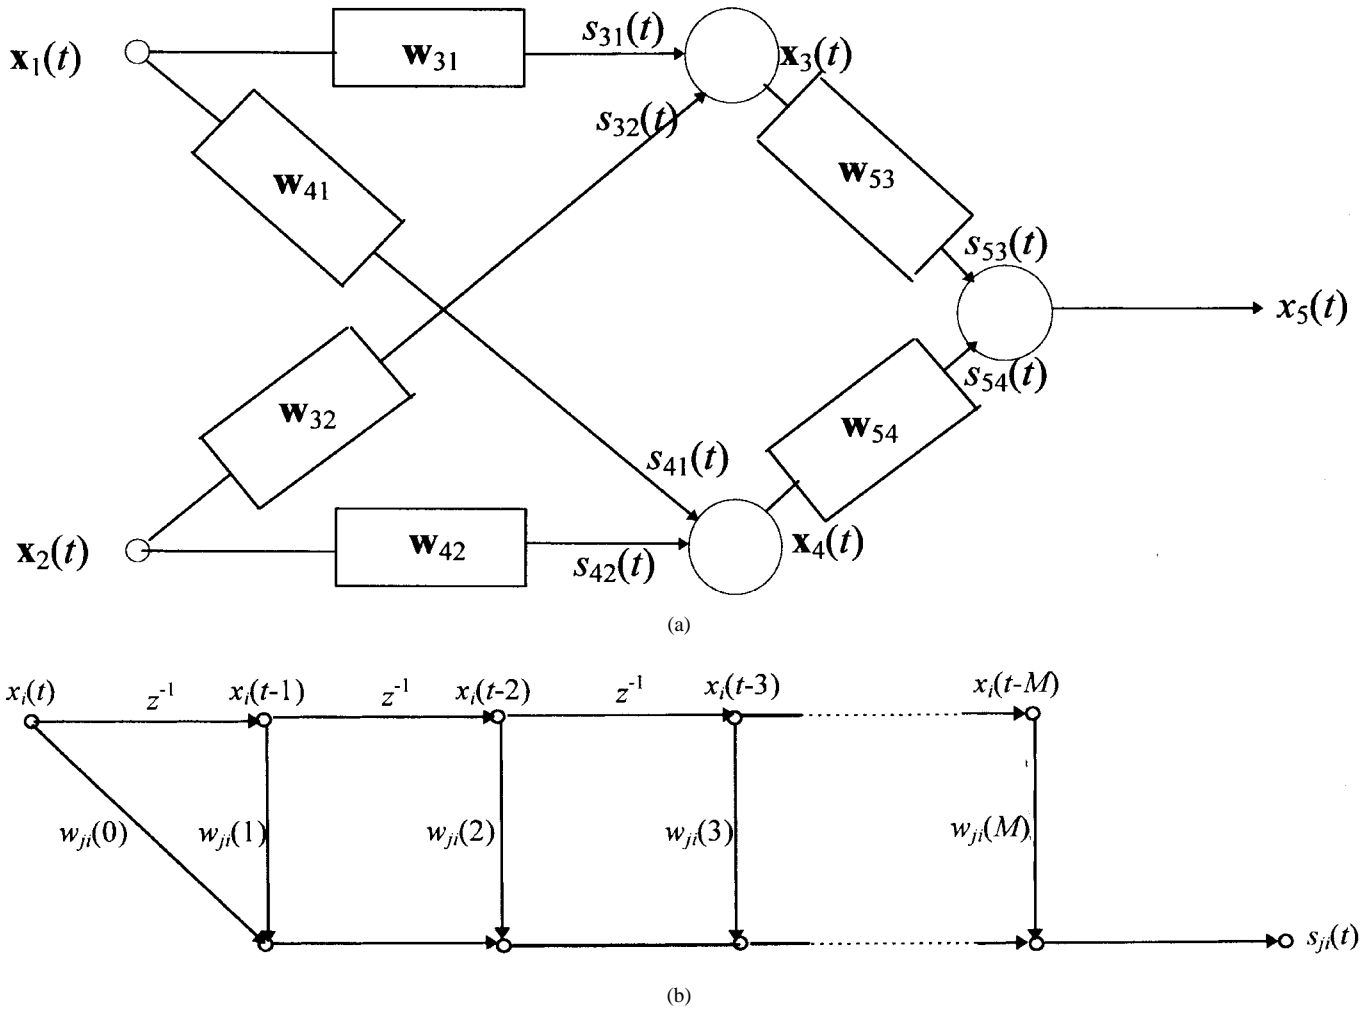 x₁(t)
w₃₁
s₃₁(t)
x₃(t)
s₃₂(t)
w₄₁
w₅₃
s₅₃(t)
x₅(t)
s₅₄(t)
w₃₂
w₅₄
s₄₁(t)
x₂(t)
w₄₂
s₄₂(t)
x₄(t)
(a)
xᵢ(t) z⁻¹ xᵢ(t-1) z⁻¹ xᵢ(t-2) z⁻¹ xᵢ(t-3) xᵢ(t-M)
wⱼᵢ(0) wⱼᵢ(1) wⱼᵢ(2) wⱼᵢ(3) wⱼᵢ(M)
sⱼᵢ(t)
(b)